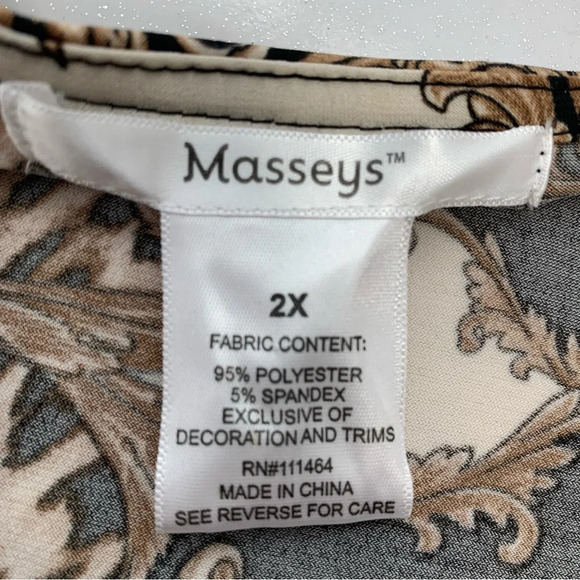 Masseys™
2X
FABRIC CONTENT:
95% POLYESTER
5% SPANDEX
EXCLUSIVE OF
DECORATION AND TRIMS
RN#111464
MADE IN CHINA
SEE REVERSE FOR CARE